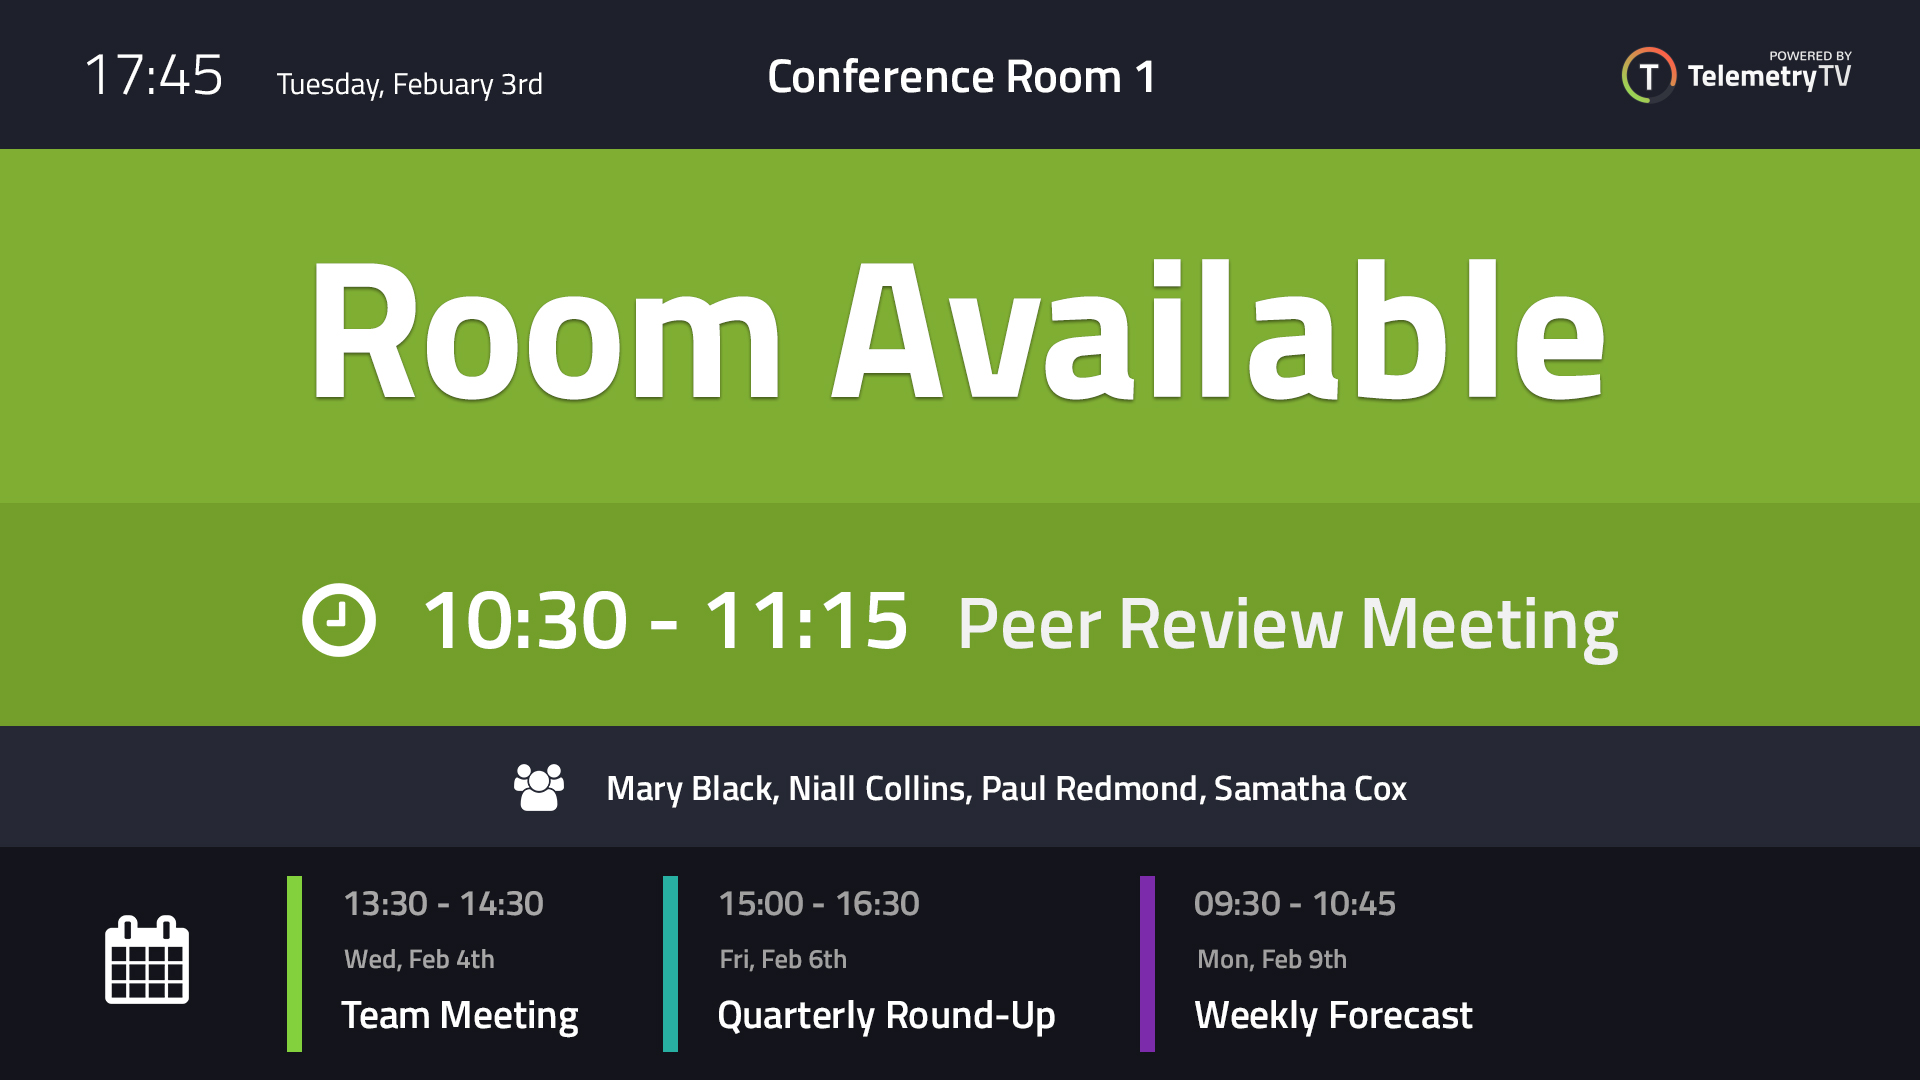 17:45 Tuesday, Febuary 3rd
Conference Room 1
POWERED BY
T TelemetryTV
Room Available
10:30 - 11:15 Peer Review Meeting
Mary Black, Niall Collins, Paul Redmond, Samatha Cox
13:30 - 14:30
Wed, Feb 4th
Team Meeting
15:00 - 16:30
Fri, Feb 6th
Quarterly Round-Up
09:30 - 10:45
Mon, Feb 9th
Weekly Forecast